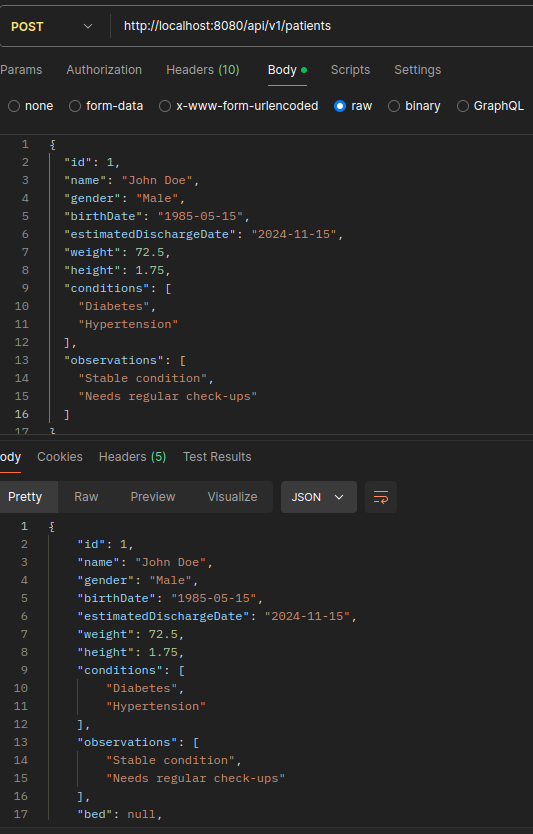 POST http://localhost:8080/api/v1/patients
Params Authorization Headers (10) Body Scripts Settings
none form-data x-www-form-urlencoded raw binary GraphQL
1 {
2 "id": 1,
3 "name": "John Doe",
4 "gender": "Male",
5 "birthDate": "1985-05-15",
6 "estimatedDischargeDate": "2024-11-15",
7 "weight": 72.5,
8 "height": 1.75,
9 "conditions": [
10 "Diabetes",
11 "Hypertension"
12 ],
13 "observations": [
14 "Stable condition",
15 "Needs regular check-ups"
16 ]
17 }
ody Cookies Headers (5) Test Results
Pretty Raw Preview Visualize JSON
1 {
2 "id": 1,
3 "name": "John Doe",
4 "gender": "Male",
5 "birthDate": "1985-05-15",
6 "estimatedDischargeDate": "2024-11-15",
7 "weight": 72.5,
8 "height": 1.75,
9 "conditions": [
10 "Diabetes",
11 "Hypertension"
12 ],
13 "observations": [
14 "Stable condition",
15 "Needs regular check-ups"
16 ],
17 "bed": null,